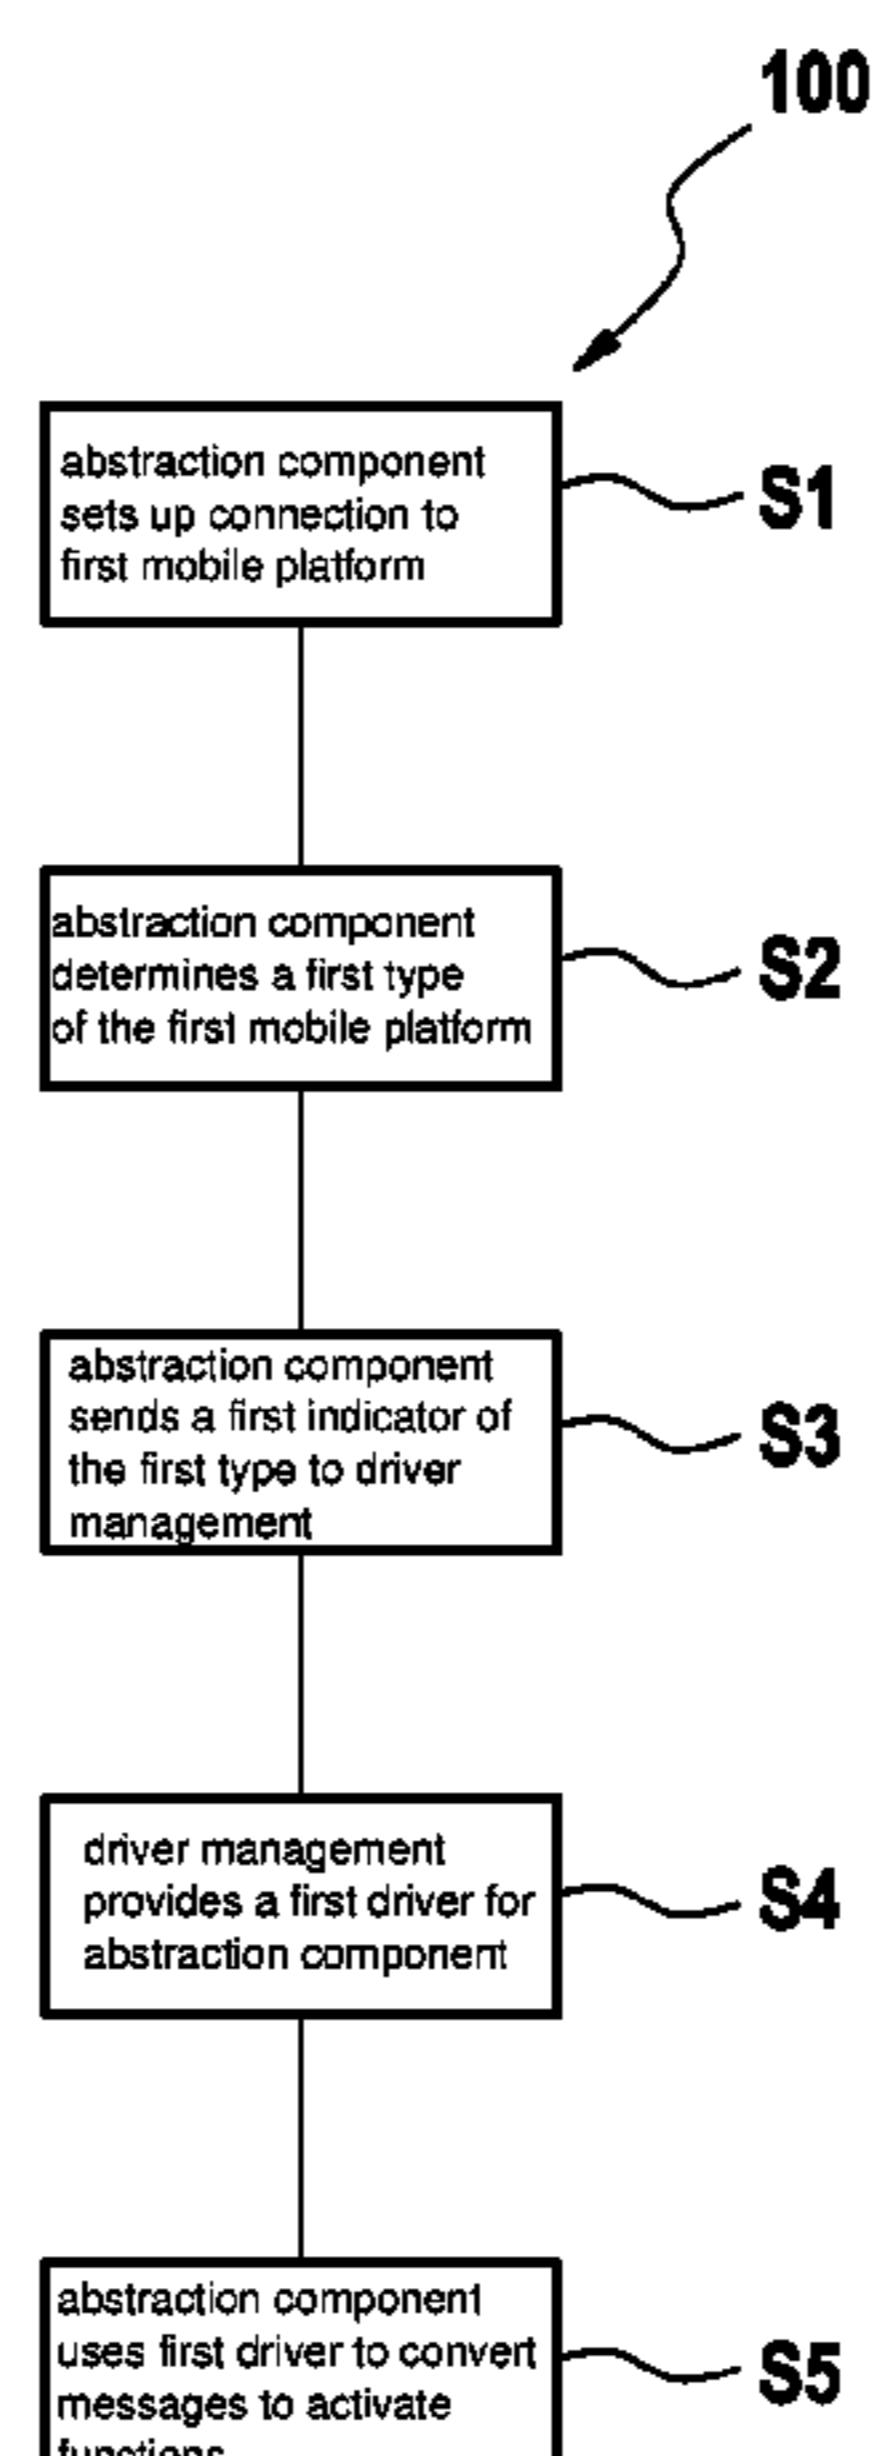 100
abstraction component
sets up connection to
first mobile platform
S1
abstraction component
determines a first type
of the first mobile platform
S2
abstraction component
sends a first indicator of
the first type to driver
management
S3
driver management
provides a first driver for
abstraction component
S4
abstraction component
uses first driver to convert
messages to activate
functions
S5